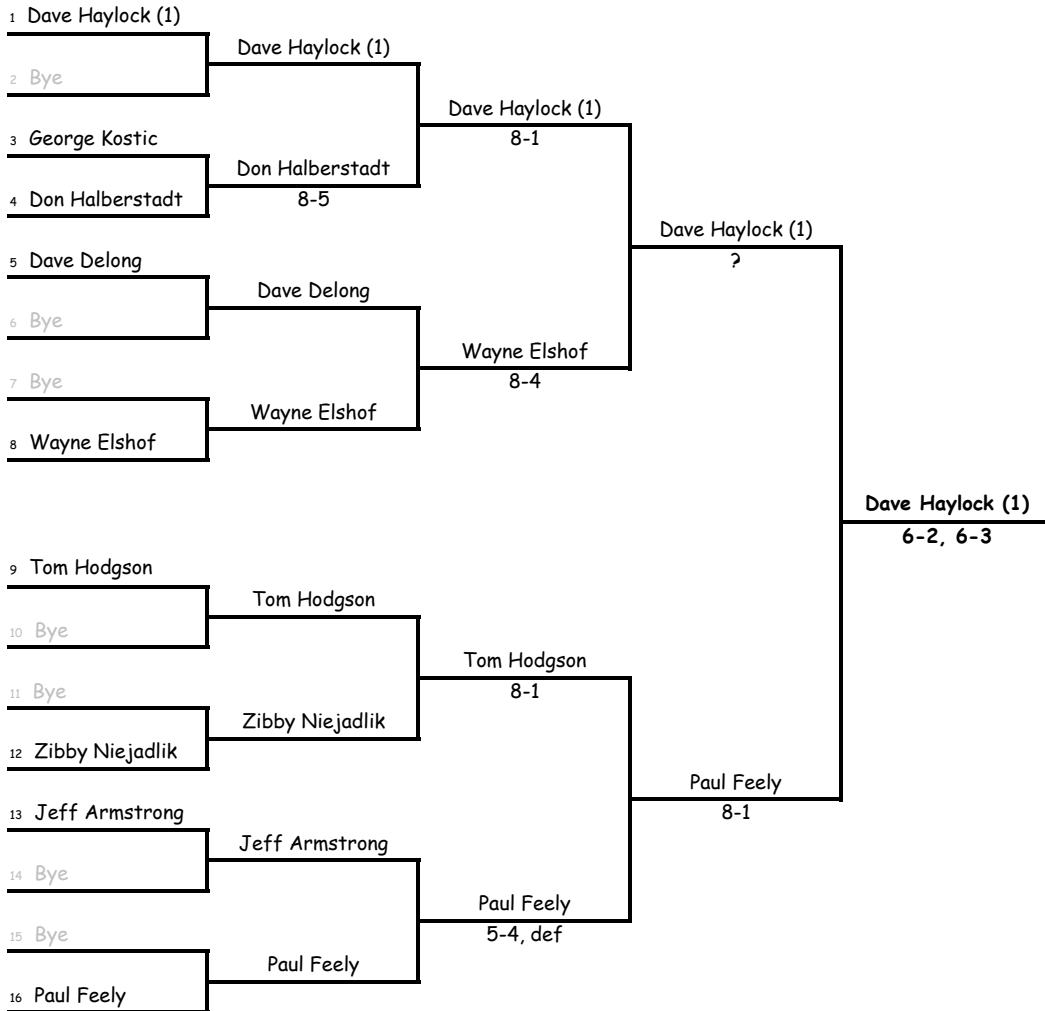 1 Dave Haylock (1)
Dave Haylock (1)
2 Bye
Dave Haylock (1)
8-1
3 George Kostic
Don Halberstadt
8-5
4 Don Halberstadt
Dave Haylock (1)
?
5 Dave Delong
Dave Delong
6 Bye
Wayne Elshof
8-4
7 Bye
Wayne Elshof
8 Wayne Elshof
Dave Haylock (1)
6-2, 6-3
9 Tom Hodgson
Tom Hodgson
10 Bye
Tom Hodgson
8-1
11 Bye
Zibby Niejadlik
12 Zibby Niejadlik
Paul Feely
8-1
13 Jeff Armstrong
Jeff Armstrong
14 Bye
Paul Feely
5-4, def
15 Bye
Paul Feely
16 Paul Feely